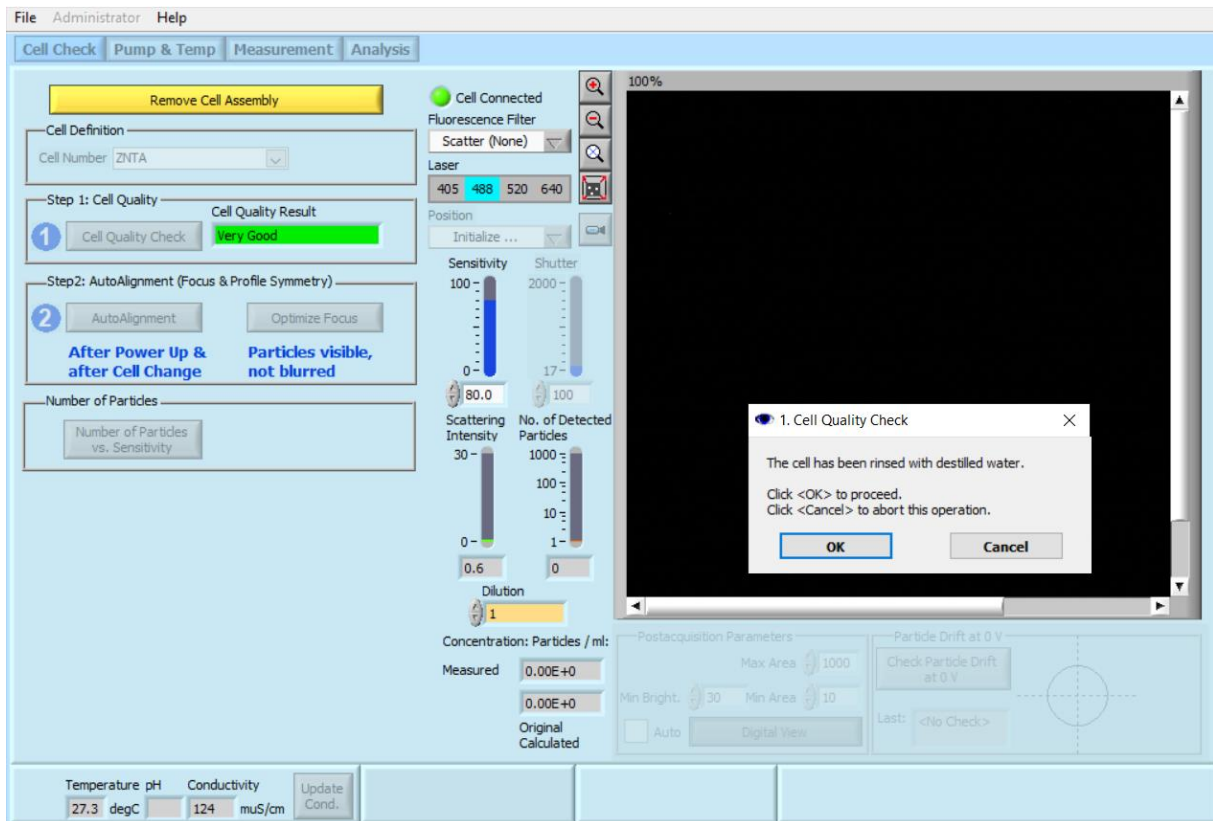 File Administrator Help
Cell Check Pump & Temp Measurement Analysis
Remove Cell Assembly
Cell Definition
Cell Number ZNTA
Step 1: Cell Quality
Cell Quality Result
1 Cell Quality Check Very Good
Step2: AutoAlignment (Focus & Profile Symmetry)
2 AutoAlignment Optimize Focus
After Power Up &
after Cell Change
Particles visible,
not blurred
Number of Particles
Number of Particles
vs. Sensitivity
Cell Connected
Fluorescence Filter
Scatter (None)
Laser
405 488 520 640
Position
Initialize ...
Sensitivity Shutter
100 2000
0 17
80.0 100
Scattering
Intensity
No. of Detected
Particles
30 1000
100
10
0 1
0.6 0
Dilution
1
Concentration: Particles / ml:
Measured 0.00E+0
0.00E+0
Original
Calculated
100%
1. Cell Quality Check
The cell has been rinsed with destilled water.
Click <OK> to proceed.
Click <Cancel> to abort this operation.
OK Cancel
Postacquisition Parameters
Max Area 1000
Min Bright. 30 Min Area 10
Auto Digital View
Particle Drift at 0 V
Check Particle Drift
at 0 V
Last: <No Check>
Temperature pH Conductivity
27.3 degC 124 muS/cm
Update
Cond.